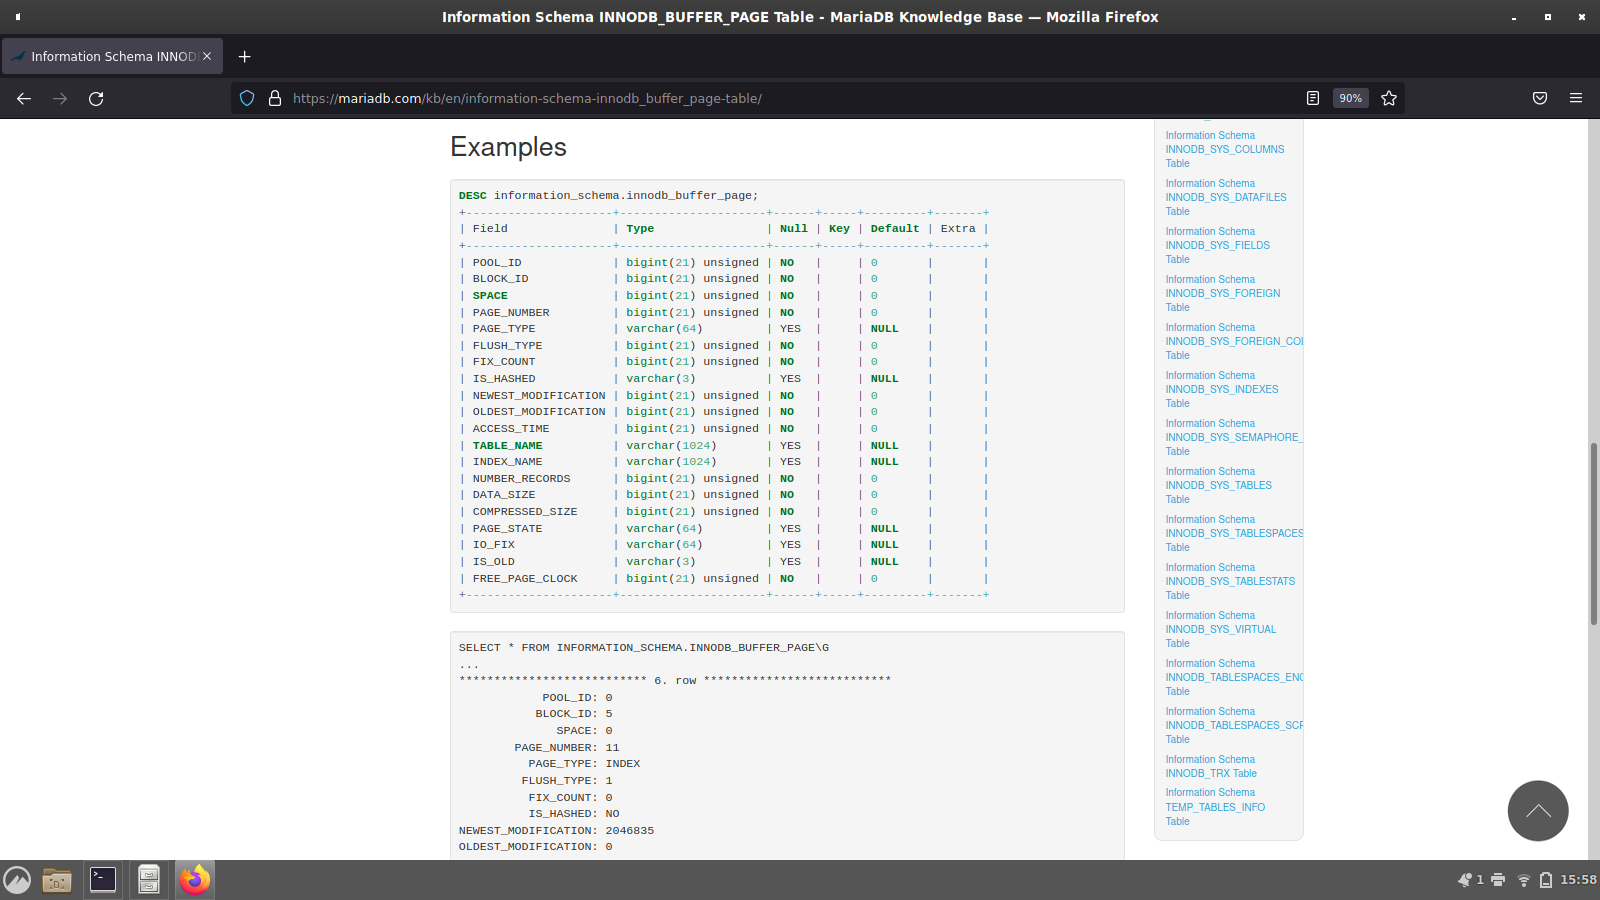 Information Schema INNODB_BUFFER_PAGE Table - MariaDB Knowledge Base — Mozilla Firefox
Information Schema INNOD
https://mariadb.com/kb/en/information-schema-innodb_buffer_page-table/
90%
Examples
DESC information_schema.innodb_buffer_page;
+---------------------+---------------------+------+-----+---------+-------+
| Field               | Type                | Null | Key | Default | Extra |
+---------------------+---------------------+------+-----+---------+-------+
| POOL_ID             | bigint(21) unsigned | NO   |     | 0       |       |
| BLOCK_ID            | bigint(21) unsigned | NO   |     | 0       |       |
| SPACE               | bigint(21) unsigned | NO   |     | 0       |       |
| PAGE_NUMBER         | bigint(21) unsigned | NO   |     | 0       |       |
| PAGE_TYPE           | varchar(64)         | YES  |     | NULL    |       |
| FLUSH_TYPE          | bigint(21) unsigned | NO   |     | 0       |       |
| FIX_COUNT           | bigint(21) unsigned | NO   |     | 0       |       |
| IS_HASHED           | varchar(3)          | YES  |     | NULL    |       |
| NEWEST_MODIFICATION | bigint(21) unsigned | NO   |     | 0       |       |
| OLDEST_MODIFICATION | bigint(21) unsigned | NO   |     | 0       |       |
| ACCESS_TIME         | bigint(21) unsigned | NO   |     | 0       |       |
| TABLE_NAME          | varchar(1024)       | YES  |     | NULL    |       |
| INDEX_NAME          | varchar(1024)       | YES  |     | NULL    |       |
| NUMBER_RECORDS      | bigint(21) unsigned | NO   |     | 0       |       |
| DATA_SIZE           | bigint(21) unsigned | NO   |     | 0       |       |
| COMPRESSED_SIZE     | bigint(21) unsigned | NO   |     | 0       |       |
| PAGE_STATE          | varchar(64)         | YES  |     | NULL    |       |
| IO_FIX              | varchar(64)         | YES  |     | NULL    |       |
| IS_OLD              | varchar(3)          | YES  |     | NULL    |       |
| FREE_PAGE_CLOCK     | bigint(21) unsigned | NO   |     | 0       |       |
+---------------------+---------------------+------+-----+---------+-------+
SELECT * FROM INFORMATION_SCHEMA.INNODB_BUFFER_PAGE\G
...
*************************** 6. row ***************************
POOL_ID: 0
BLOCK_ID: 5
SPACE: 0
PAGE_NUMBER: 11
PAGE_TYPE: INDEX
FLUSH_TYPE: 1
FIX_COUNT: 0
IS_HASHED: NO
NEWEST_MODIFICATION: 2046835
OLDEST_MODIFICATION: 0
Information Schema
INNODB_SYS_COLUMNS
Table
Information Schema
INNODB_SYS_DATAFILES
Table
Information Schema
INNODB_SYS_FIELDS
Table
Information Schema
INNODB_SYS_FOREIGN
Table
Information Schema
INNODB_SYS_FOREIGN_COL
Table
Information Schema
INNODB_SYS_INDEXES
Table
Information Schema
INNODB_SYS_SEMAPHORE_
Table
Information Schema
INNODB_SYS_TABLES
Table
Information Schema
INNODB_SYS_TABLESPACES
Table
Information Schema
INNODB_SYS_TABLESTATS
Table
Information Schema
INNODB_SYS_VIRTUAL
Table
Information Schema
INNODB_TABLESPACES_ENC
Table
Information Schema
INNODB_TABLESPACES_SCR
Table
Information Schema
INNODB_TRX Table
Information Schema
TEMP_TABLES_INFO
Table
1
15:58